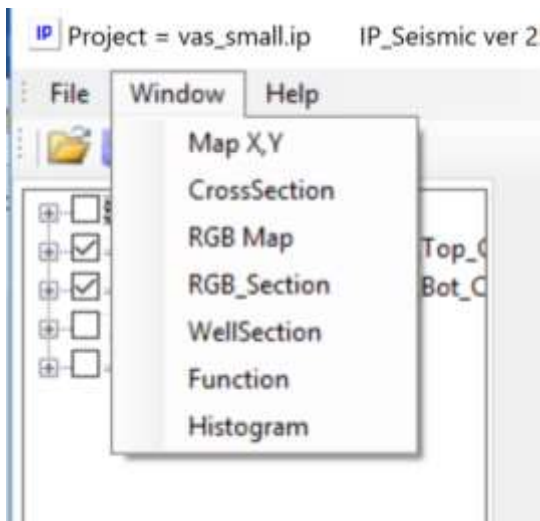 IP Project = vas_small.ip IP_Seismic ver 2
File Window Help
Map X,Y
CrossSection
RGB Map
Top_
RGB_Section
Bot_C
WellSection
Function
Histogram